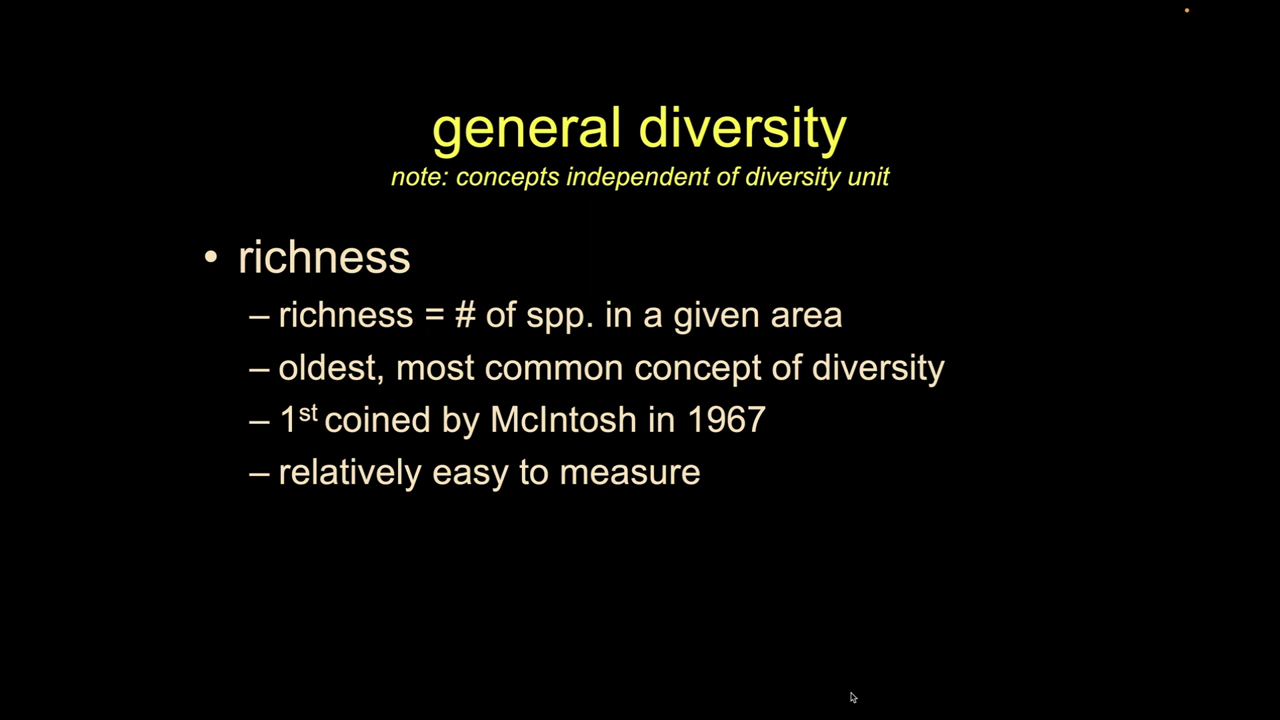 general diversity
note: concepts independent of diversity unit
• richness
– richness = # of spp. in a given area
– oldest, most common concept of diversity
– 1st coined by McIntosh in 1967
– relatively easy to measure